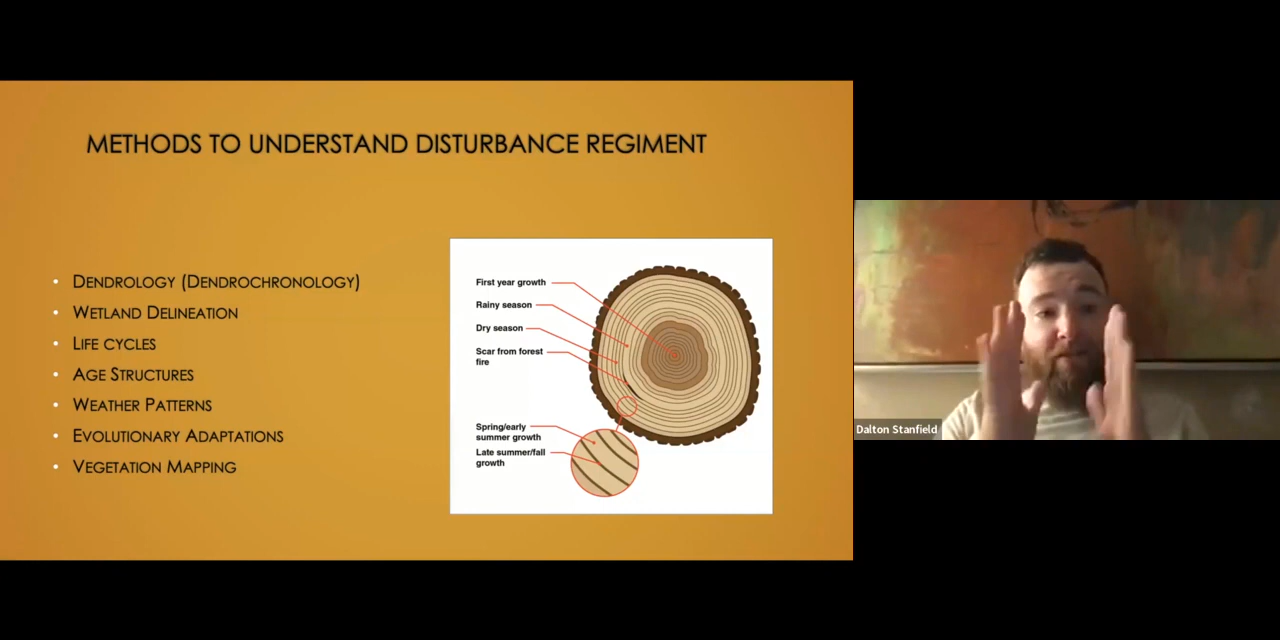 METHODS TO UNDERSTAND DISTURBANCE REGIMENT
• DENDROLOGY (DENDROCHRONOLOGY)
• WETLAND DELINEATION
• LIFE CYCLES
• AGE STRUCTURES
• WEATHER PATTERNS
• EVOLUTIONARY ADAPTATIONS
• VEGETATION MAPPING
First year growth
Rainy season
Dry season
Scar from forest
fire
Spring/early
summer growth
Late summer/fall
growth
Dalton Stanfield